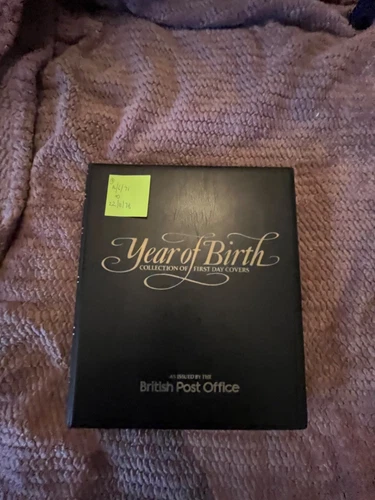 Year of Birth
COLLECTION OF FIRST DAY COVERS
AS ISSUED BY THE
British Post Office